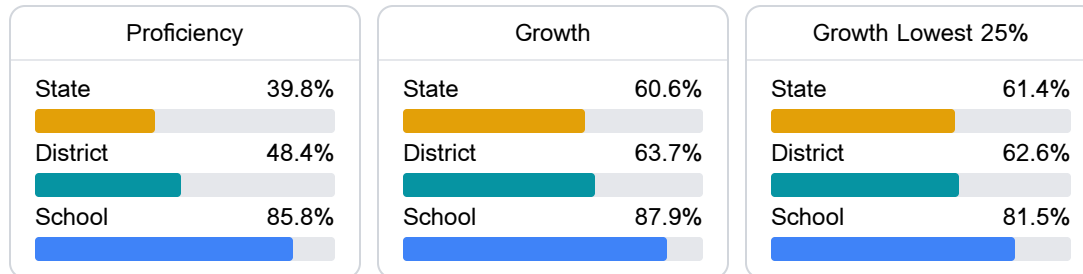 Proficiency
State 39.8%
District 48.4%
School 85.8%
Growth
State 60.6%
District 63.7%
School 87.9%
Growth Lowest 25%
State 61.4%
District 62.6%
School 81.5%